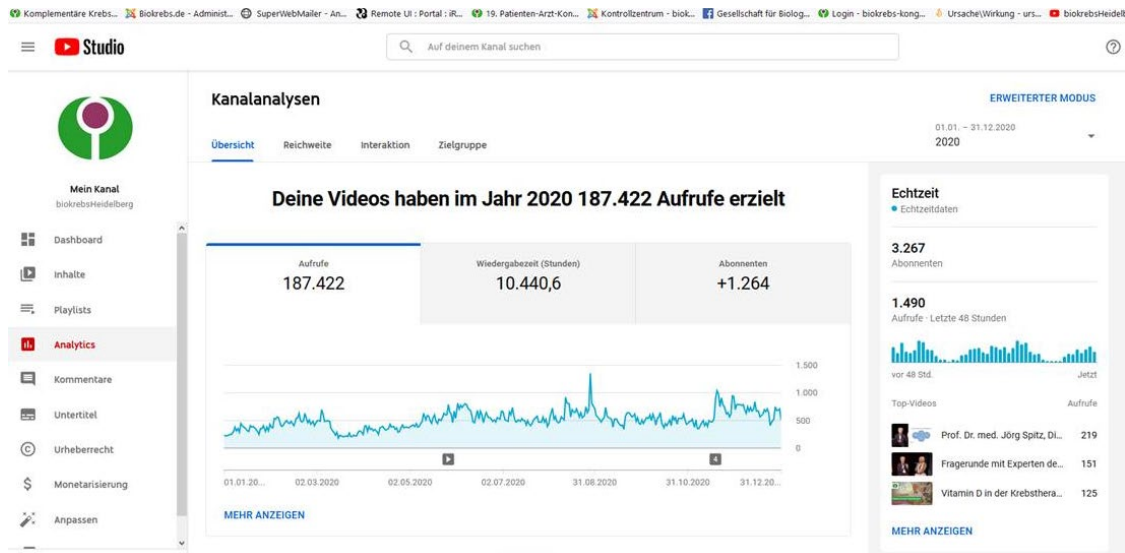 Komplementäre Krebs... Biokrebs.de - Administ... SuperWebMailer - An... Remote UI : Portal : iR... 19. Patienten-Arzt-Kon... Kontrollzentrum - biok... Gesellschaft für Biolog... Login - biokrebs-kong... Ursache\Wirkung - urs... biokrebsHeidelb
Studio
Auf deinem Kanal suchen
Kanalanalysen
ERWEITERTER MODUS
Übersicht Reichweite Interaktion Zielgruppe
01.01. – 31.12.2020
2020
Mein Kanal
biokrebsHeidelberg
Dashboard
Inhalte
Playlists
Analytics
Kommentare
Untertitel
Urheberrecht
Monetarisierung
Anpassen
Deine Videos haben im Jahr 2020 187.422 Aufrufe erzielt
Aufrufe
187.422
Wiedergabezeit (Stunden)
10.440,6
Abonnenten
+1.264
1.500
1.000
500
0
4
01.01.20... 02.03.2020 02.05.2020 02.07.2020 31.08.2020 31.10.2020 31.12.20...
MEHR ANZEIGEN
Echtzeit
Echtzeitdaten
3.267
Abonnenten
1.490
Aufrufe · Letzte 48 Stunden
vor 48 Std. Jetzt
Top-Videos Aufrufe
Prof. Dr. med. Jörg Spitz, Di... 219
Fragerunde mit Experten de... 151
Vitamin D in der Krebsthera... 125
MEHR ANZEIGEN